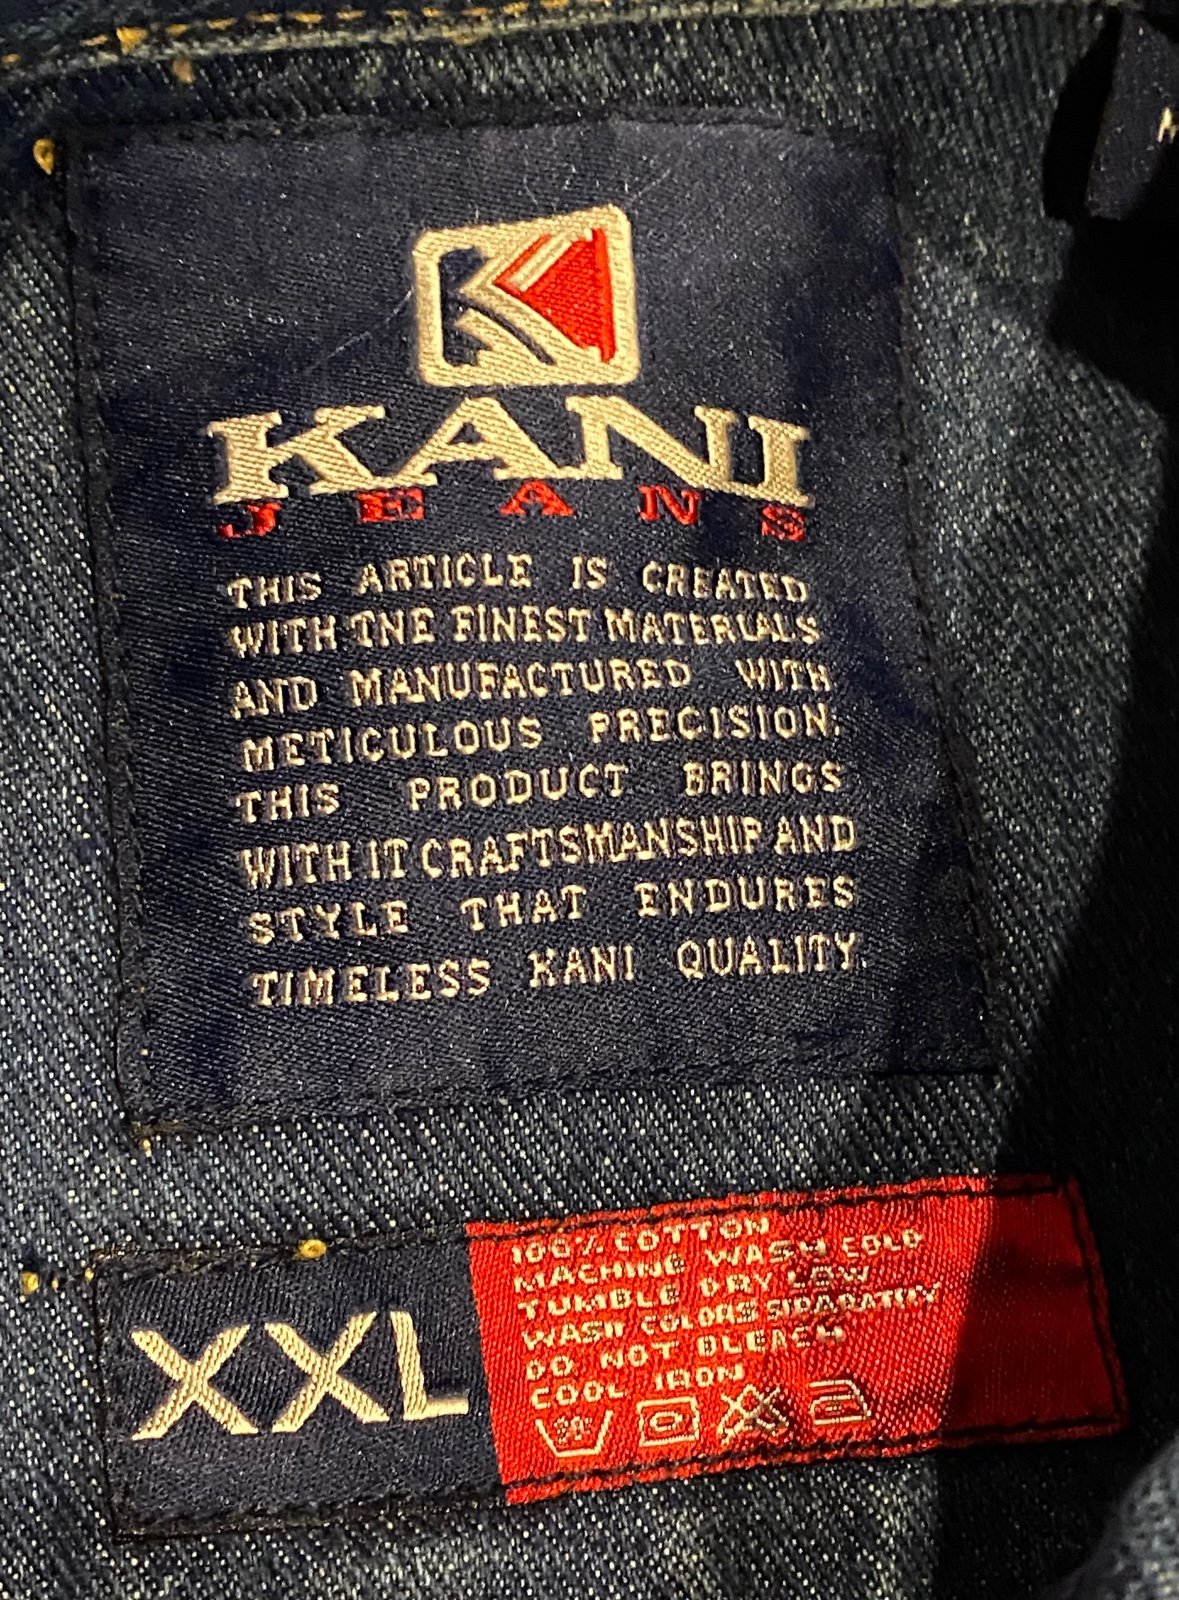 K
KANI
JEANS
THIS ARTICLE IS CREATED
WITH THE FINEST MATERIALS
AND MANUFACTURED WITH
METICULOUS PRECISION.
THIS PRODUCT BRINGS
WITH IT CRAFTSMANSHIP AND
STYLE THAT ENDURES
TIMELESS KANI QUALITY.
XXL
100% COTTON
MACHINE WASH COLD
TUMBLE DRY LOW
WASH COLORS SEPARATELY
DO NOT BLEACH
COOL IRON